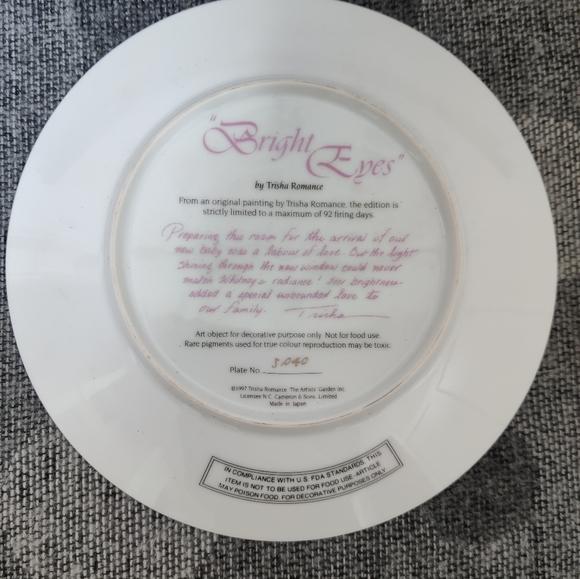 "Bright
Eyes"
by Trisha Romance
From an original painting by Trisha Romance, the edition is
strictly limited to a maximum of 92 firing days.
Preparing this room for the arrival of our
new baby was a labour of love. But the light
shining through the new window could never
match Whitney's radiance! Her brightness
added a special unbounded love to
our family. Trisha
Art object for decorative purpose only. Not for food use.
Rare pigments used for true colour reproduction may be toxic.
Plate No. 3,040
©1997 Trisha Romance The Artists' Garden Inc.
Licensee N.C. Cameron & Sons, Limited
Made in Japan
IN COMPLIANCE WITH U.S. FDA STANDARDS, THIS
ITEM IS NOT TO BE USED FOR FOOD USE-ARTICLE
MAY POISON FOOD. FOR DECORATIVE PURPOSES ONLY